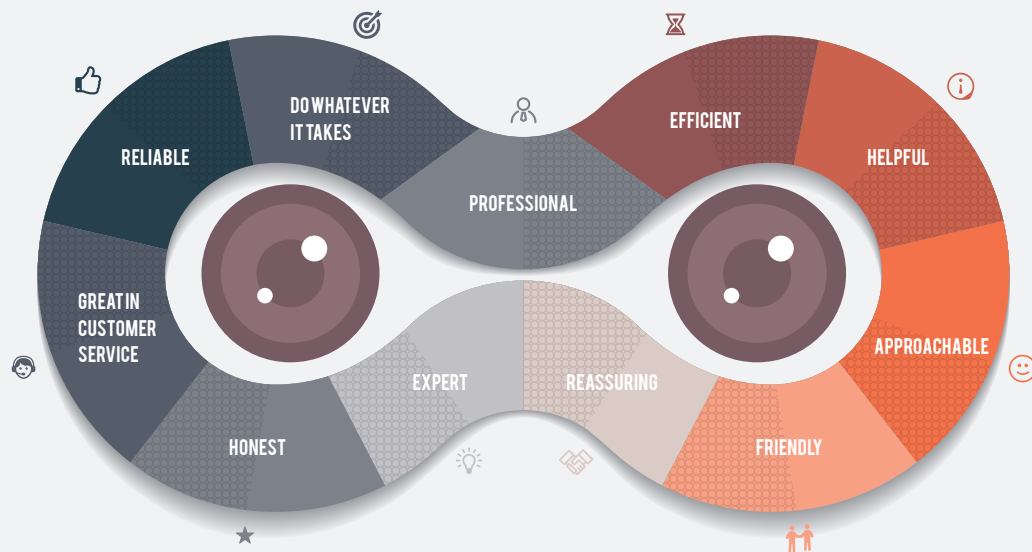 DO WHATEVER
IT TAKES
EFFICIENT
RELIABLE
HELPFUL
PROFESSIONAL
GREAT IN
CUSTOMER
SERVICE
APPROACHABLE
EXPERT
REASSURING
HONEST
FRIENDLY